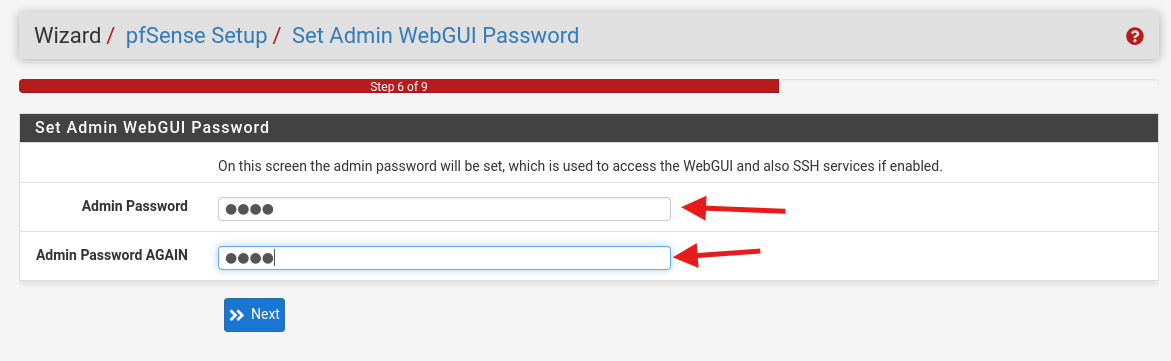 Wizard / pfSense Setup / Set Admin WebGUI Password
Step 6 of 9
Set Admin WebGUI Password
On this screen the admin password will be set, which is used to access the WebGUI and also SSH services if enabled.
Admin Password ●●●●
Admin Password AGAIN ●●●●
Next